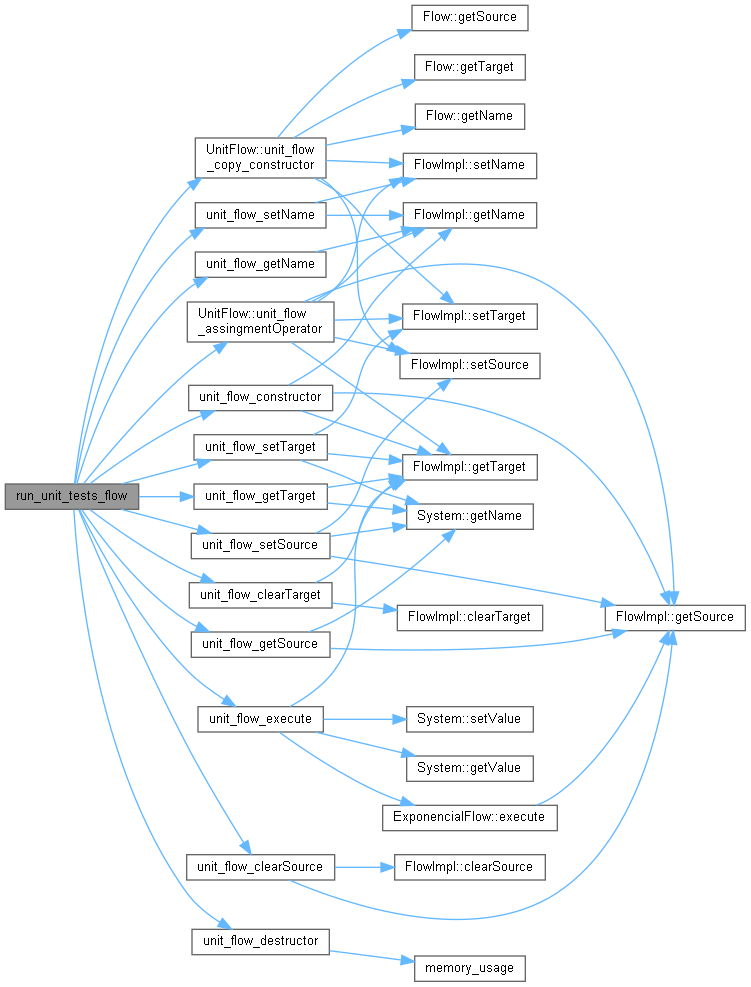 run_unit_tests_flow
UnitFlow::unit_flow
_copy_constructor
unit_flow_setName
unit_flow_getName
UnitFlow::unit_flow
_assingmentOperator
unit_flow_constructor
unit_flow_setTarget
unit_flow_getTarget
unit_flow_setSource
unit_flow_clearTarget
unit_flow_getSource
unit_flow_execute
unit_flow_clearSource
unit_flow_destructor
Flow::getSource
Flow::getTarget
Flow::getName
FlowImpl::setName
FlowImpl::getName
FlowImpl::setTarget
FlowImpl::setSource
FlowImpl::getTarget
System::getName
FlowImpl::clearTarget
System::setValue
System::getValue
ExponencialFlow::execute
FlowImpl::clearSource
memory_usage
FlowImpl::getSource